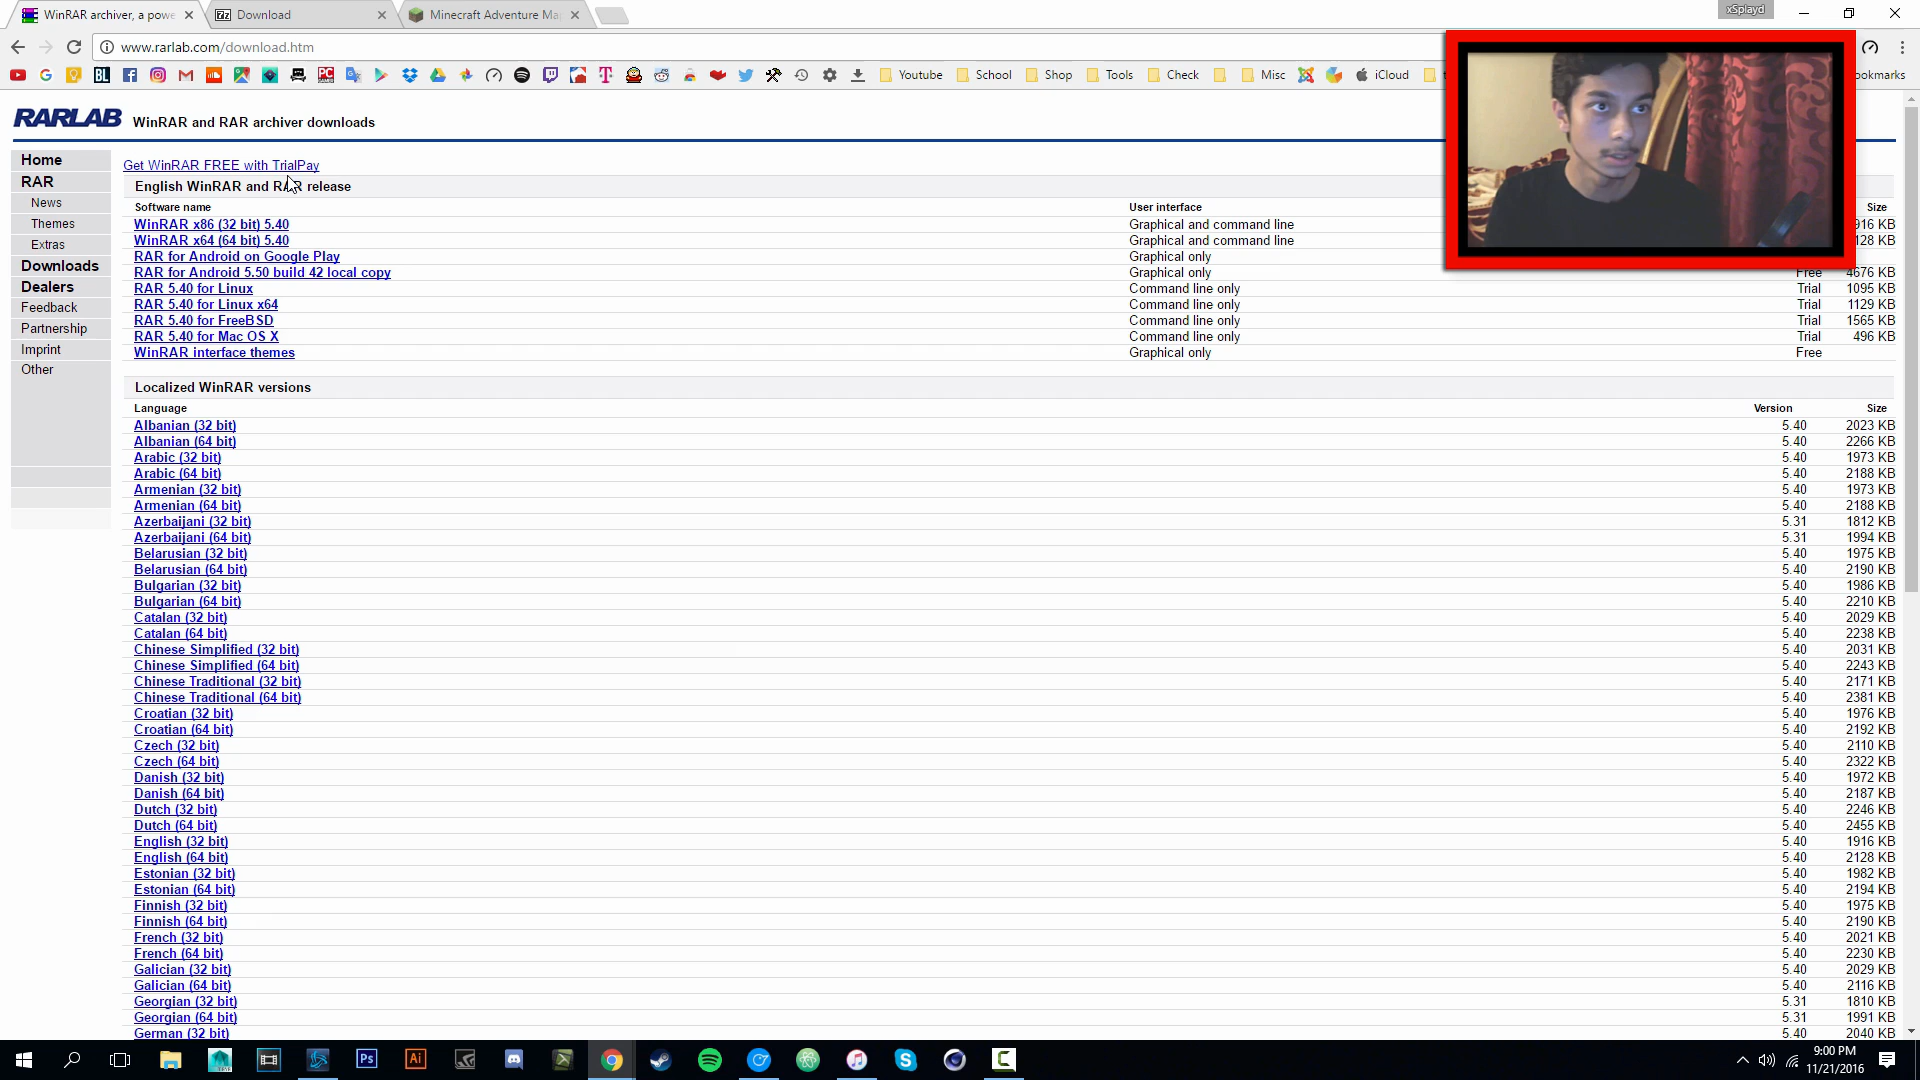 WinRAR archiver, a powe
Download
Minecraft Adventure Ma
xSplayd
www.rarlab.com/download.htm
Youtube
School
Shop
Tools
Check
Misc
iCloud
ookmarks
RARLAB
WinRAR and RAR archiver downloads
Home
RAR
News
Themes
Extras
Downloads
Dealers
Feedback
Partnership
Imprint
Other
Get WinRAR FREE with TrialPay
English WinRAR and RAR release
Software name User interface Size
WinRAR x86 (32 bit) 5.40 Graphical and command line 916 KB
WinRAR x64 (64 bit) 5.40 Graphical and command line 128 KB
RAR for Android on Google Play Graphical only
RAR for Android 5.50 build 42 local copy Graphical only Free 4676 KB
RAR 5.40 for Linux Command line only Trial 1095 KB
RAR 5.40 for Linux x64 Command line only Trial 1129 KB
RAR 5.40 for FreeBSD Command line only Trial 1565 KB
RAR 5.40 for Mac OS X Command line only Trial 496 KB
WinRAR interface themes Graphical only Free
Localized WinRAR versions
Language Version Size
Albanian (32 bit) 5.40 2023 KB
Albanian (64 bit) 5.40 2266 KB
Arabic (32 bit) 5.40 1973 KB
Arabic (64 bit) 5.40 2188 KB
Armenian (32 bit) 5.40 1973 KB
Armenian (64 bit) 5.40 2188 KB
Azerbaijani (32 bit) 5.31 1812 KB
Azerbaijani (64 bit) 5.31 1994 KB
Belarusian (32 bit) 5.40 1975 KB
Belarusian (64 bit) 5.40 2190 KB
Bulgarian (32 bit) 5.40 1986 KB
Bulgarian (64 bit) 5.40 2210 KB
Catalan (32 bit) 5.40 2029 KB
Catalan (64 bit) 5.40 2238 KB
Chinese Simplified (32 bit) 5.40 2031 KB
Chinese Simplified (64 bit) 5.40 2243 KB
Chinese Traditional (32 bit) 5.40 2171 KB
Chinese Traditional (64 bit) 5.40 2381 KB
Croatian (32 bit) 5.40 1976 KB
Croatian (64 bit) 5.40 2192 KB
Czech (32 bit) 5.40 2110 KB
Czech (64 bit) 5.40 2322 KB
Danish (32 bit) 5.40 1972 KB
Danish (64 bit) 5.40 2187 KB
Dutch (32 bit) 5.40 2246 KB
Dutch (64 bit) 5.40 2455 KB
English (32 bit) 5.40 1916 KB
English (64 bit) 5.40 2128 KB
Estonian (32 bit) 5.40 1982 KB
Estonian (64 bit) 5.40 2194 KB
Finnish (32 bit) 5.40 1975 KB
Finnish (64 bit) 5.40 2190 KB
French (32 bit) 5.40 2021 KB
French (64 bit) 5.40 2230 KB
Galician (32 bit) 5.40 2029 KB
Galician (64 bit) 5.40 2116 KB
Georgian (32 bit) 5.31 1810 KB
Georgian (64 bit) 5.31 1991 KB
German (32 bit) 5.40 2040 KB
9:00 PM
11/21/2016